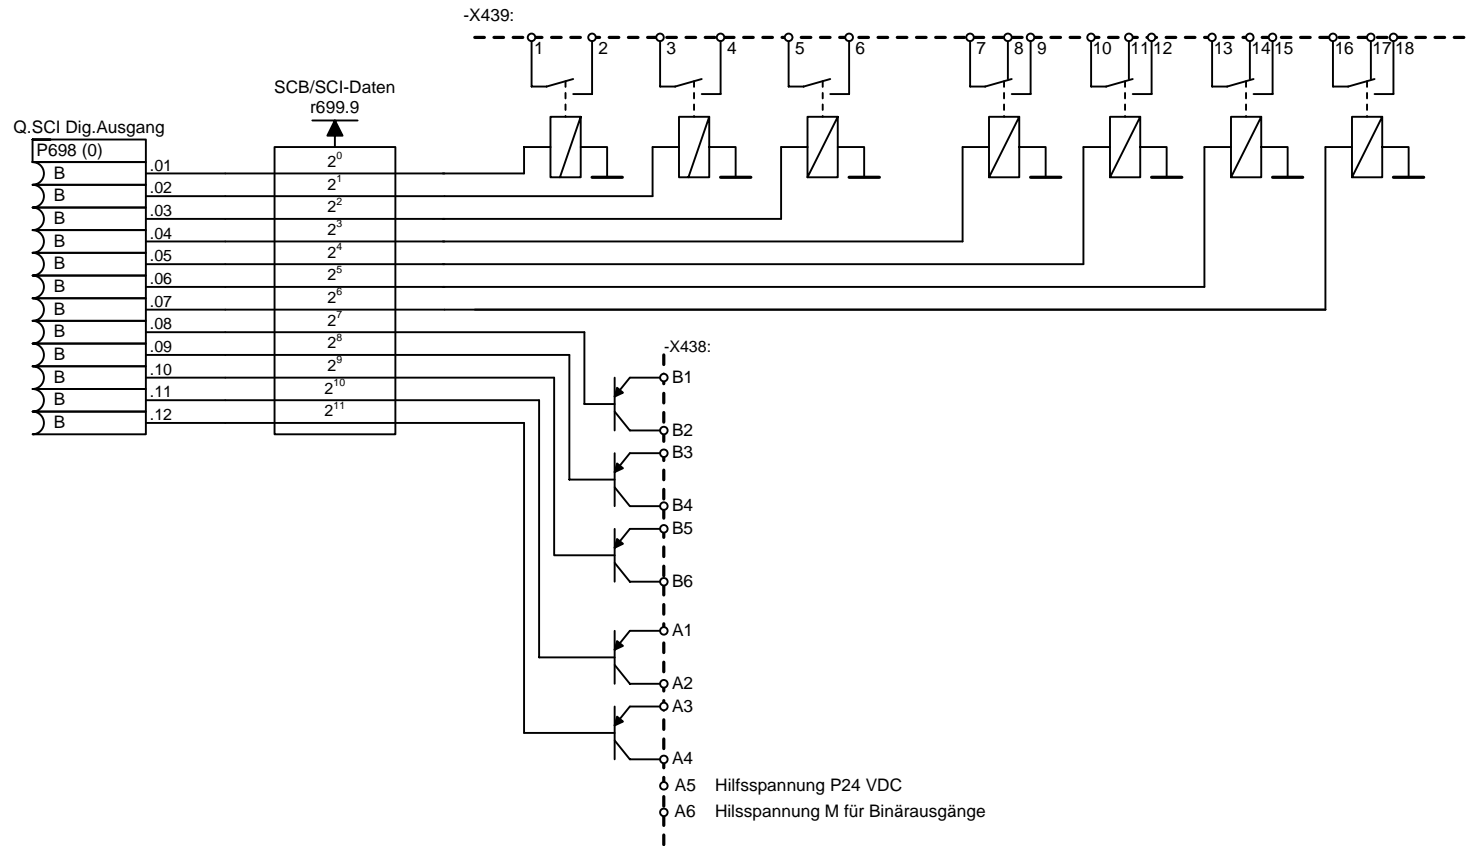 -X439:
1 2 3 4 5 6 7 8 9 10 11 12 13 14 15 16 17 18
SCB/SCI-Daten
r699.9
Q.SCI Dig.Ausgang
P698 (0)
B .01 2⁰
B .02 2¹
B .03 2²
B .04 2³
B .05 2⁴
B .06 2⁵
B .07 2⁶
B .08 2⁷
B .09 2⁸
B .10 2⁹
B .11 2¹⁰
B .12 2¹¹
-X438:
B1
B2
B3
B4
B5
B6
A1
A2
A3
A4
A5 Hilfsspannung P24 VDC
A6 Hilsspannung M für Binärausgänge